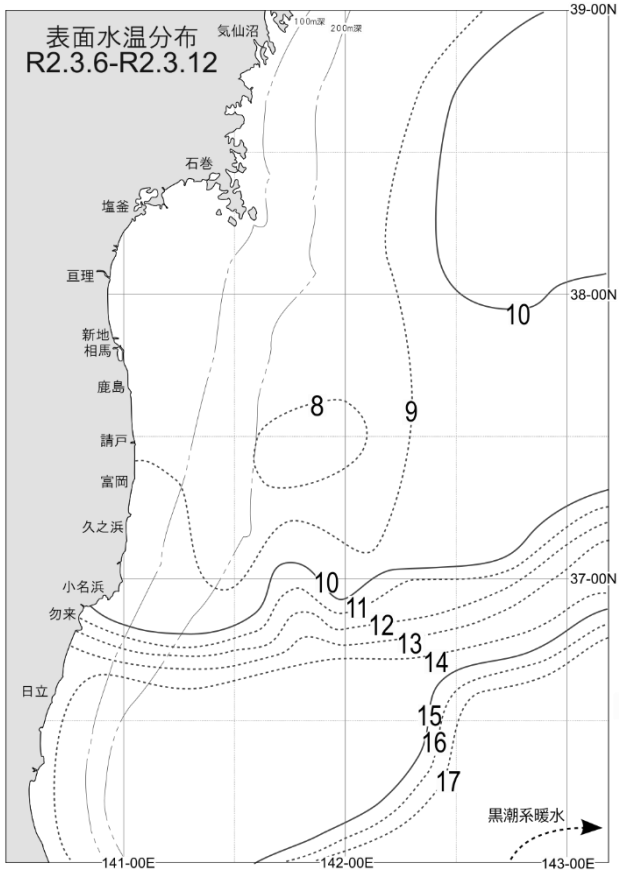 表面水温分布
R2.3.6-R2.3.12
気仙沼
100m深
200m深
39-00N
石巻
塩釜
亘理
38-00N
10
新地
相馬
鹿島
8
9
請戸
富岡
久之浜
小名浜
10
37-00N
勿来
11
12
13
14
日立
15
16
17
黒潮系暖水
141-00E
142-00E
143-00E